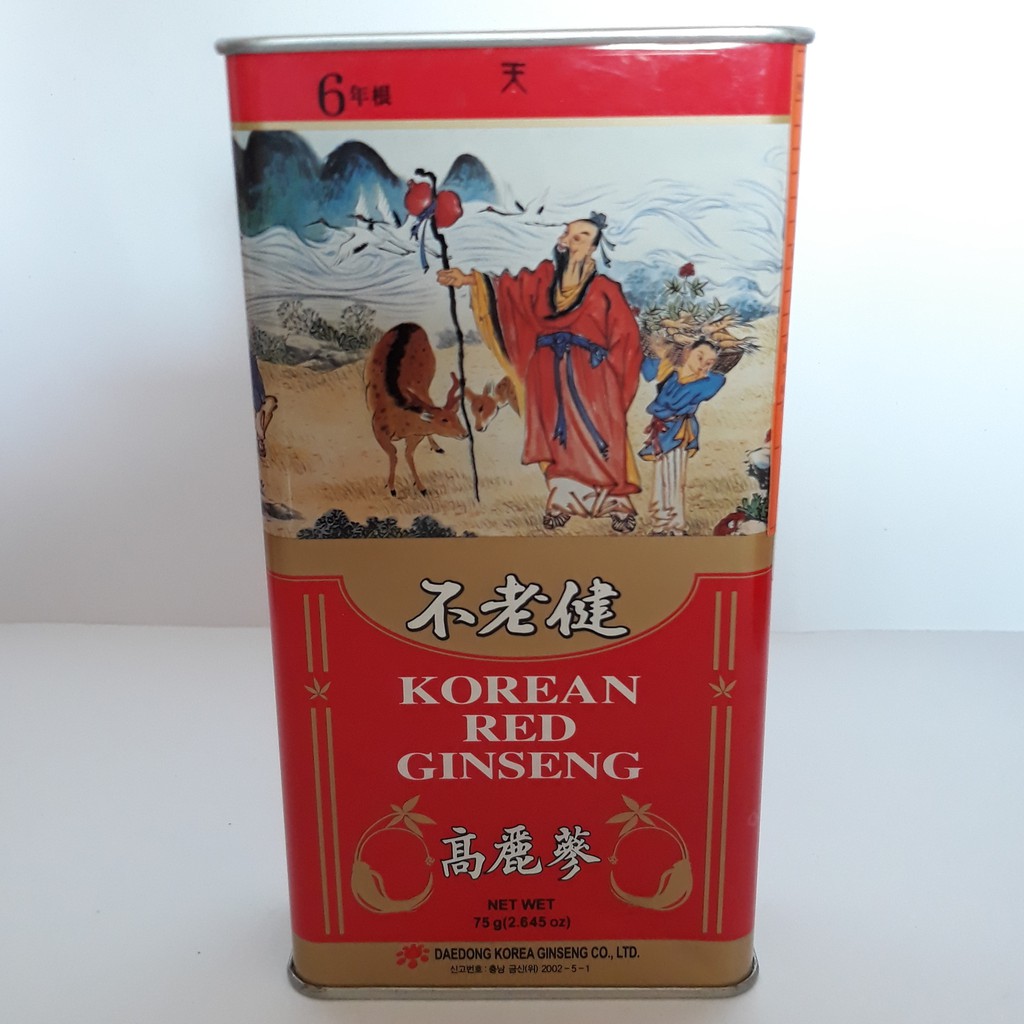 6年根
天
不老健
KOREAN
RED
GINSENG
高麗蔘
NET WET
75 g(2.645 oz)
DAEDONG KOREA GINSENG CO., LTD.
신고번호 : 충남 금산(위) 2002-5-1